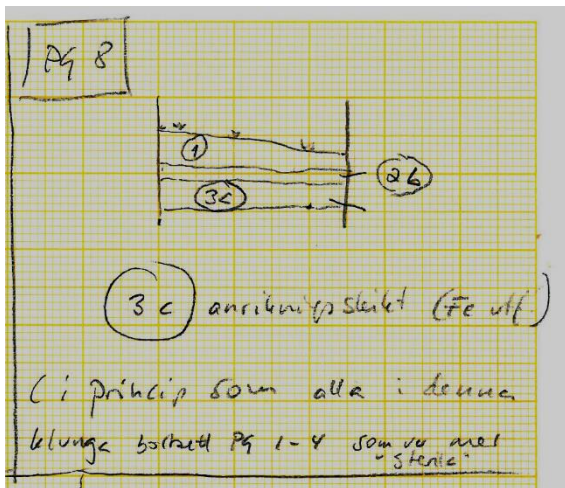 PG 8
1
2b
3c
3c anrikningsskikt (Fe utf.)
(i princip som alla i denna
klunga bortsett PG 1-4 som var mer
"sterila"